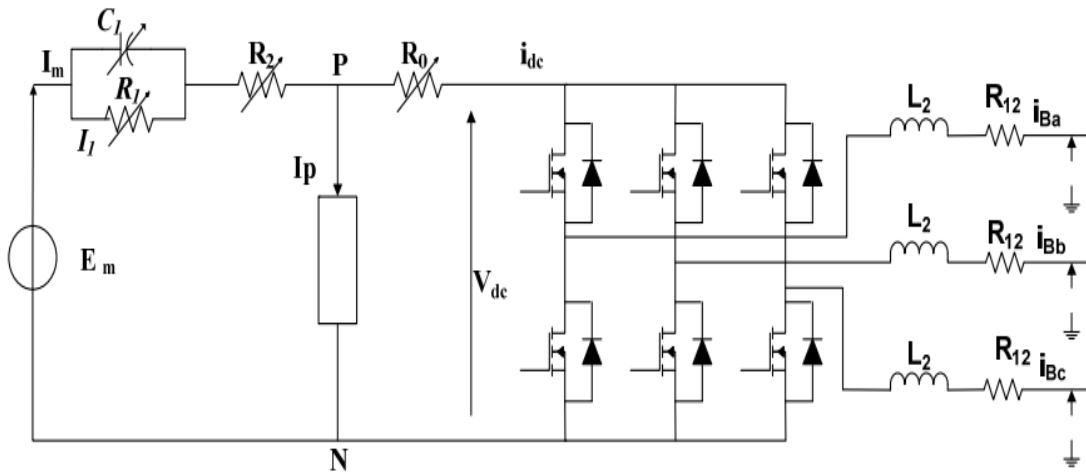 C1
Im
R1
I1
R2
P
R0
idc
Ip
Em
Vdc
N
L2
R12
iBa
L2
R12
iBb
L2
R12
iBc